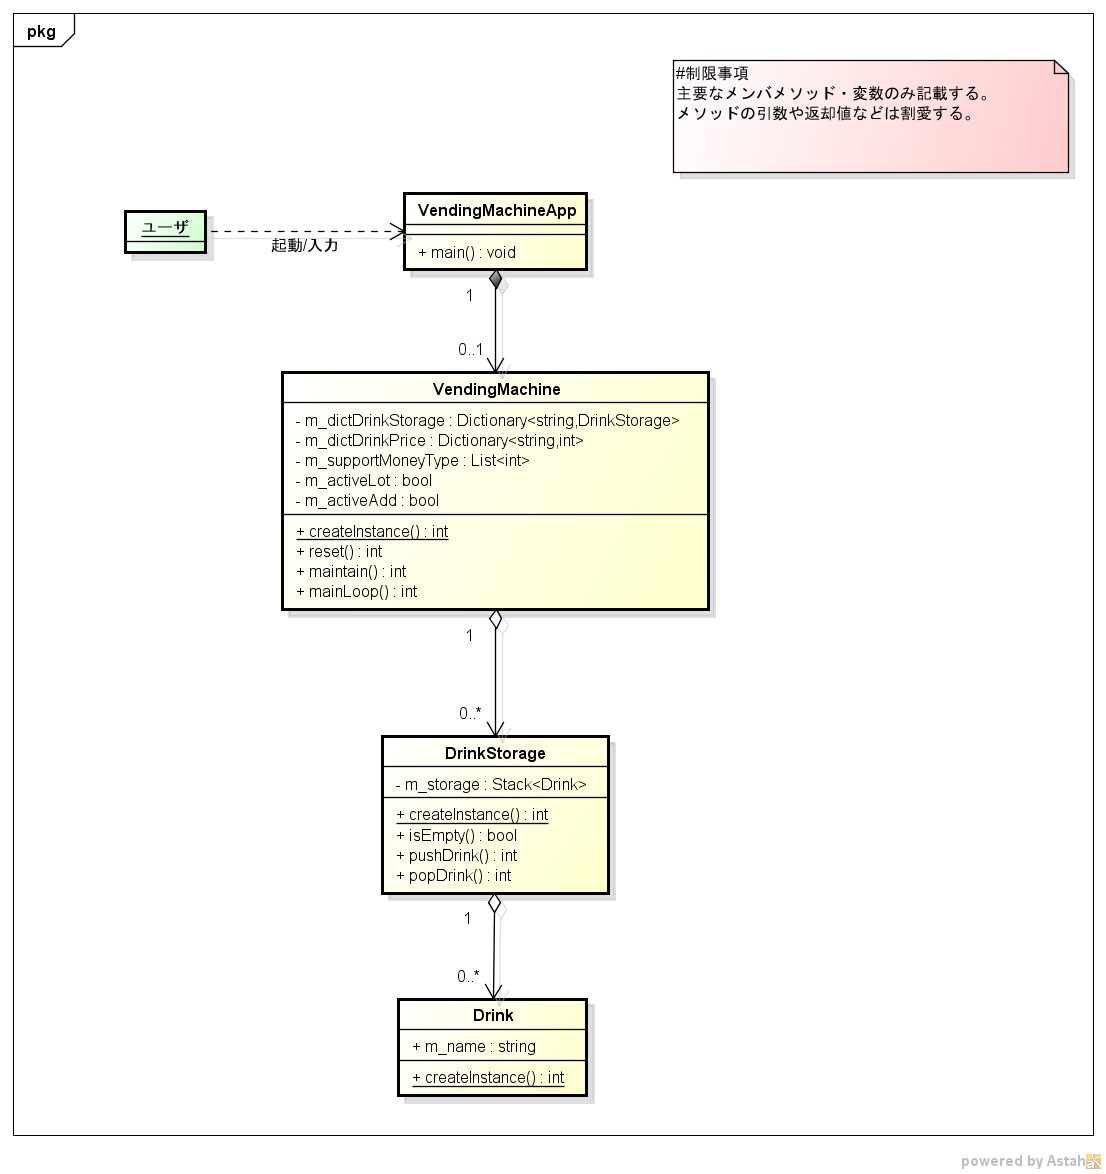 pkg
#制限事項
主要なメンバメソッド・変数のみ記載する。
メソッドの引数や返却値などは割愛する。
ユーザ
起動/入力
VendingMachineApp
+ main() : void
1
0..1
VendingMachine
- m_dictDrinkStorage : Dictionary<string,DrinkStorage>
- m_dictDrinkPrice : Dictionary<string,int>
- m_supportMoneyType : List<int>
- m_activeLot : bool
- m_activeAdd : bool
+ createInstance() : int
+ reset() : int
+ maintain() : int
+ mainLoop() : int
1
0..*
DrinkStorage
- m_storage : Stack<Drink>
+ createInstance() : int
+ isEmpty() : bool
+ pushDrink() : int
+ popDrink() : int
1
0..*
Drink
+ m_name : string
+ createInstance() : int
powered by Astah